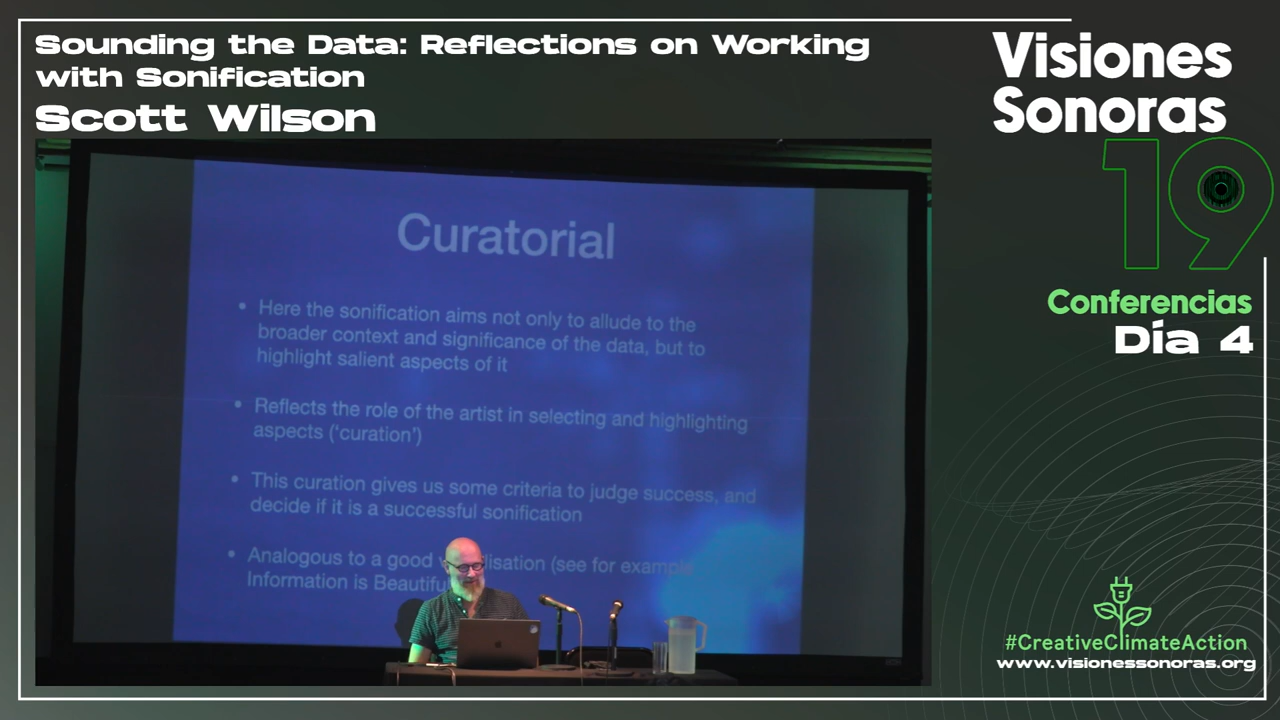 Sounding the Data: Reflections on Working
with Sonification
Scott Wilson
Visiones
Sonoras
19
Conferencias
Día 4
Curatorial
• Here the sonification aims not only to allude to the
broader context and significance of the data, but to
highlight salient aspects of it
• Reflects the role of the artist in selecting and highlighting
aspects (‘curation’)
• This curation gives us some criteria to judge success, and
decide if it is a successful sonification
• Analogous to a good (see for example
Information is
#CreativeClimateAction
www.visionessonoras.org